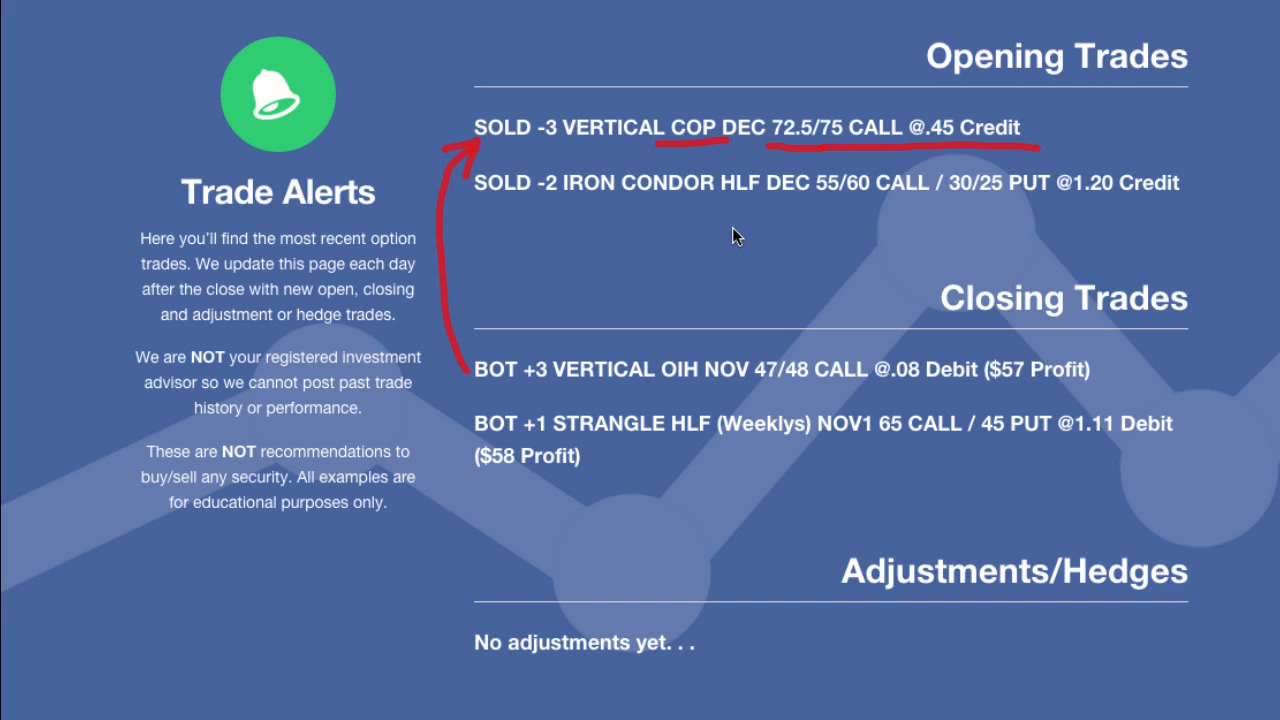 Trade Alerts
Here you'll find the most recent option
trades. We update this page each day
after the close with new open, closing
and adjustment or hedge trades.
We are NOT your registered investment
advisor so we cannot post past trade
history or performance.
These are NOT recommendations to
buy/sell any security. All examples are
for educational purposes only.
Opening Trades
SOLD -3 VERTICAL COP DEC 72.5/75 CALL @.45 Credit
SOLD -2 IRON CONDOR HLF DEC 55/60 CALL / 30/25 PUT @1.20 Credit
Closing Trades
BOT +3 VERTICAL OIH NOV 47/48 CALL @.08 Debit ($57 Profit)
BOT +1 STRANGLE HLF (Weeklys) NOV1 65 CALL / 45 PUT @1.11 Debit
($58 Profit)
Adjustments/Hedges
No adjustments yet. . .